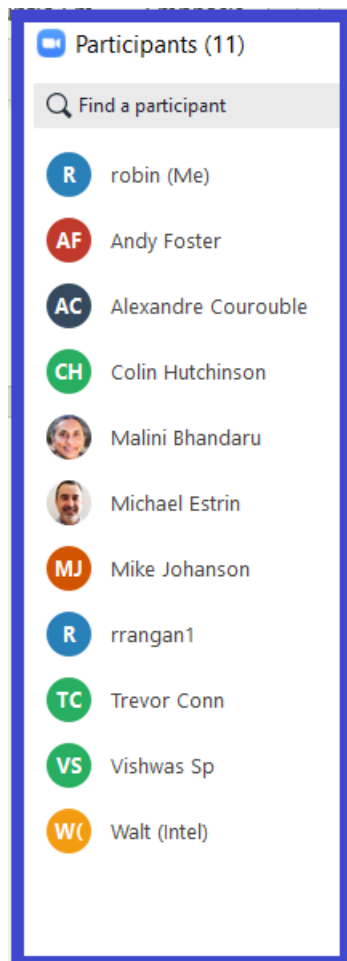 Participants (11)
Find a participant
R robin (Me)
AF Andy Foster
AC Alexandre Courouble
CH Colin Hutchinson
Malini Bhandaru
Michael Estrin
MJ Mike Johanson
R rrangan1
TC Trevor Conn
VS Vishwas Sp
W( Walt (Intel)